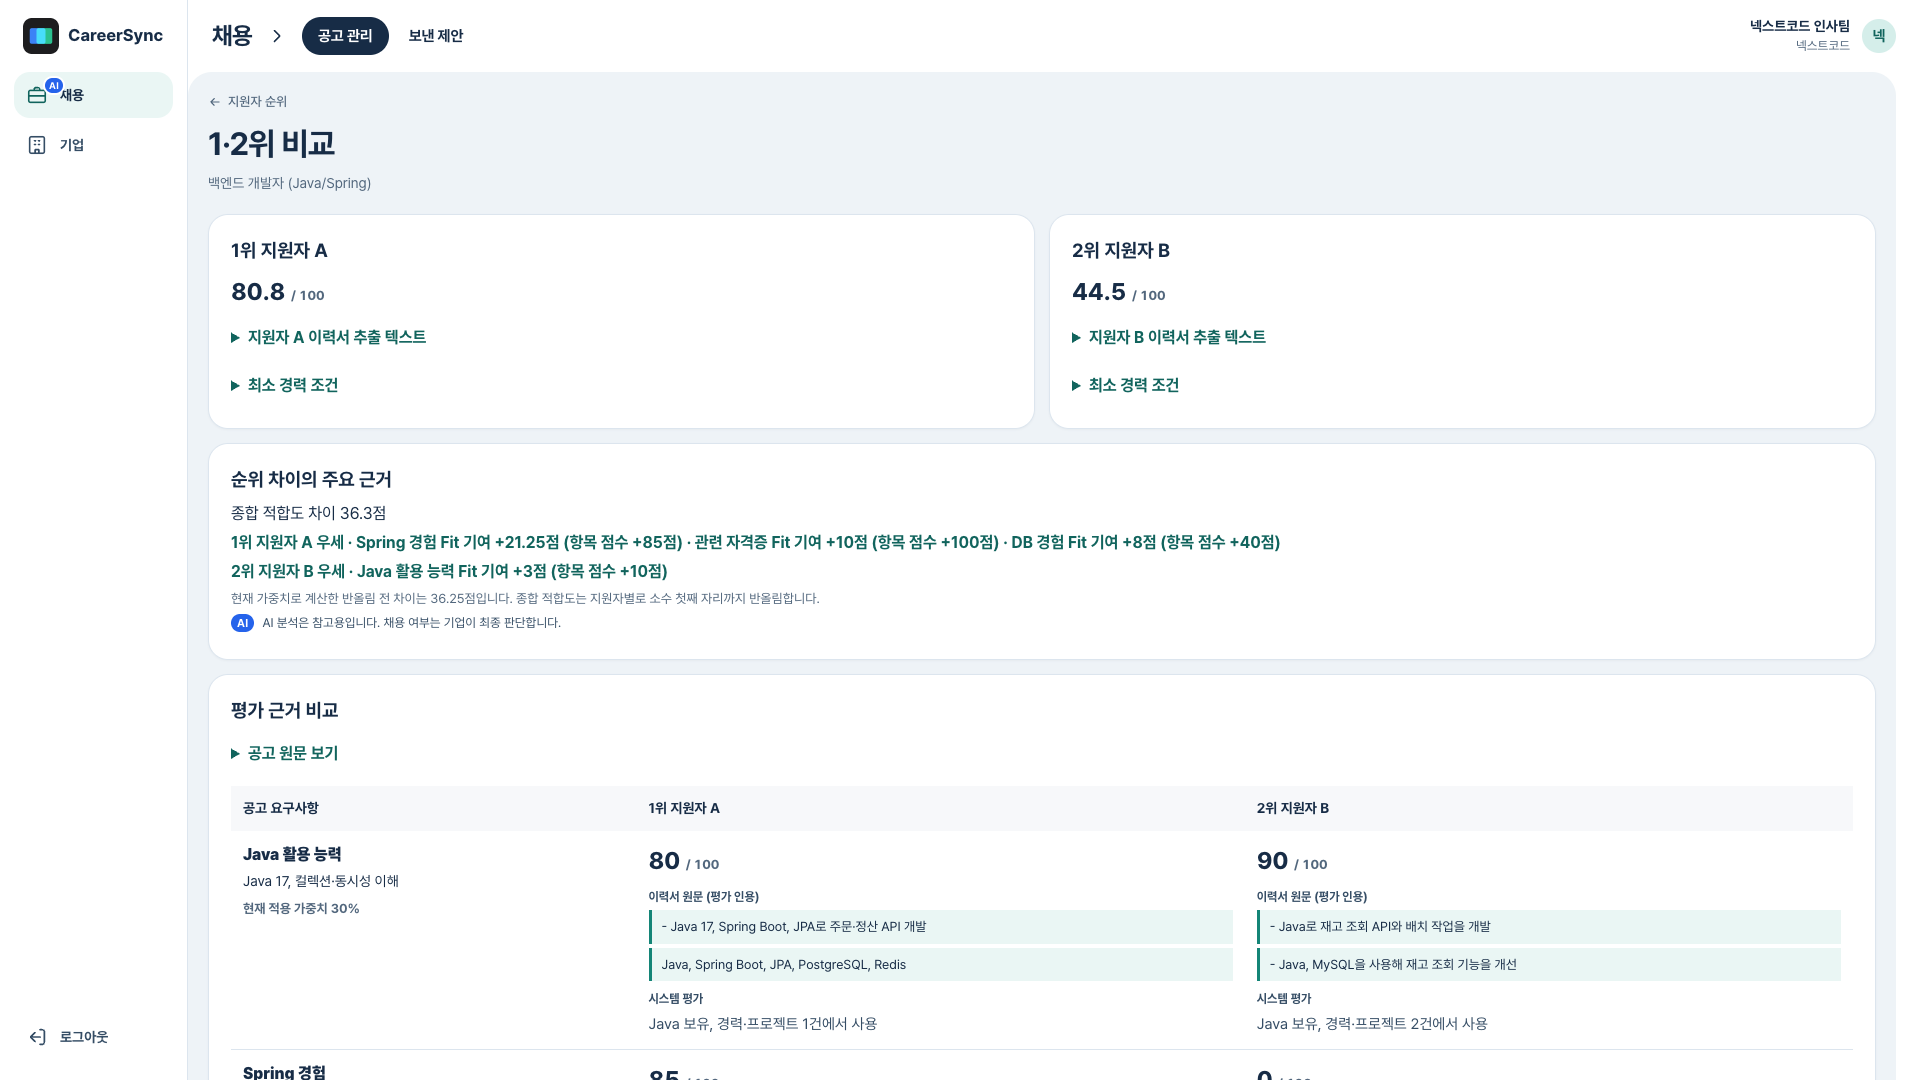 CareerSync
AI
채용
기업
로그아웃
채용
공고 관리
보낸 제안
넥스트코드 인사팀
넥스트코드
넥
← 지원자 순위
1·2위 비교
백엔드 개발자 (Java/Spring)
1위 지원자 A
80.8 / 100
▶ 지원자 A 이력서 추출 텍스트
▶ 최소 경력 조건
2위 지원자 B
44.5 / 100
▶ 지원자 B 이력서 추출 텍스트
▶ 최소 경력 조건
순위 차이의 주요 근거
종합 적합도 차이 36.3점
1위 지원자 A 우세 · Spring 경험 Fit 기여 +21.25점 (항목 점수 +85점) · 관련 자격증 Fit 기여 +10점 (항목 점수 +100점) · DB 경험 Fit 기여 +8점 (항목 점수 +40점)
2위 지원자 B 우세 · Java 활용 능력 Fit 기여 +3점 (항목 점수 +10점)
현재 가중치로 계산한 반올림 전 차이는 36.25점입니다. 종합 적합도는 지원자별로 소수 첫째 자리까지 반올림합니다.
AI AI 분석은 참고용입니다. 채용 여부는 기업이 최종 판단합니다.
평가 근거 비교
▶ 공고 원문 보기
공고 요구사항
1위 지원자 A
2위 지원자 B
Java 활용 능력
Java 17, 컬렉션·동시성 이해
현재 적용 가중치 30%
80 / 100
이력서 원문 (평가 인용)
- Java 17, Spring Boot, JPA로 주문·정산 API 개발
Java, Spring Boot, JPA, PostgreSQL, Redis
시스템 평가
Java 보유, 경력·프로젝트 1건에서 사용
90 / 100
이력서 원문 (평가 인용)
- Java로 재고 조회 API와 배치 작업을 개발
- Java, MySQL을 사용해 재고 조회 기능을 개선
시스템 평가
Java 보유, 경력·프로젝트 2건에서 사용
Spring 경험
85 / 100
0 / 100